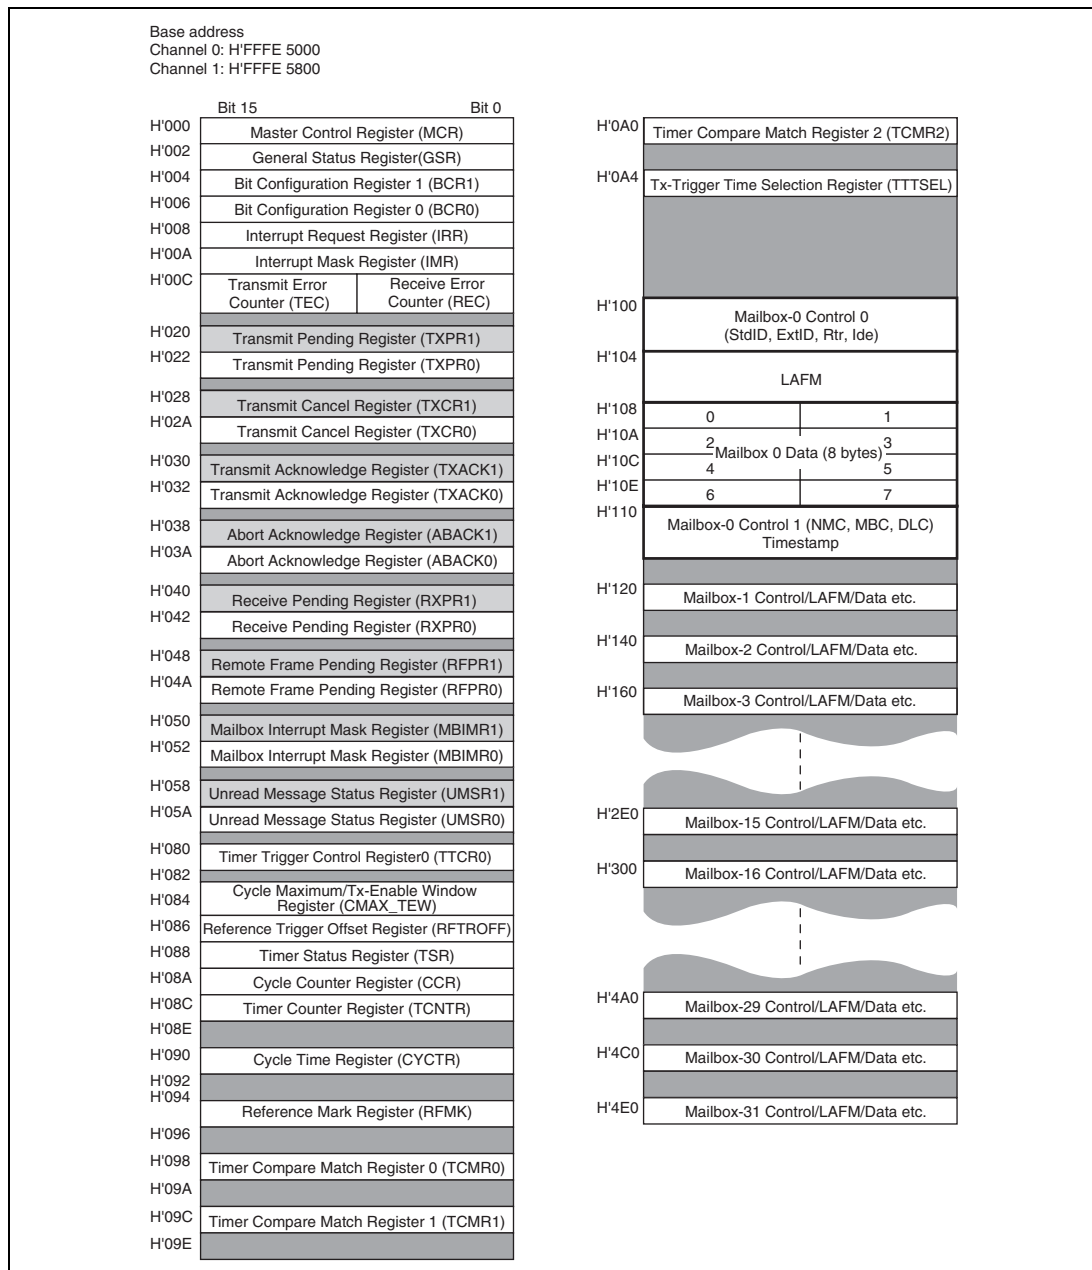 Base address
Channel 0: H'FFFE 5000
Channel 1: H'FFFE 5800
Bit 15 Bit 0
H'000 Master Control Register (MCR)
H'002 General Status Register(GSR)
H'004 Bit Configuration Register 1 (BCR1)
H'006 Bit Configuration Register 0 (BCR0)
H'008 Interrupt Request Register (IRR)
H'00A Interrupt Mask Register (IMR)
H'00C Transmit Error Receive Error
Counter (TEC) Counter (REC)
H'020 Transmit Pending Register (TXPR1)
H'022 Transmit Pending Register (TXPR0)
H'028 Transmit Cancel Register (TXCR1)
H'02A Transmit Cancel Register (TXCR0)
H'030 Transmit Acknowledge Register (TXACK1)
H'032 Transmit Acknowledge Register (TXACK0)
H'038 Abort Acknowledge Register (ABACK1)
H'03A Abort Acknowledge Register (ABACK0)
H'040 Receive Pending Register (RXPR1)
H'042 Receive Pending Register (RXPR0)
H'048 Remote Frame Pending Register (RFPR1)
H'04A Remote Frame Pending Register (RFPR0)
H'050 Mailbox Interrupt Mask Register (MBIMR1)
H'052 Mailbox Interrupt Mask Register (MBIMR0)
H'058 Unread Message Status Register (UMSR1)
H'05A Unread Message Status Register (UMSR0)
H'080 Timer Trigger Control Register0 (TTCR0)
H'082
H'084 Cycle Maximum/Tx-Enable Window
Register (CMAX_TEW)
H'086 Reference Trigger Offset Register (RFTROFF)
H'088 Timer Status Register (TSR)
H'08A Cycle Counter Register (CCR)
H'08C Timer Counter Register (TCNTR)
H'08E
H'090 Cycle Time Register (CYCTR)
H'092
H'094 Reference Mark Register (RFMK)
H'096
H'098 Timer Compare Match Register 0 (TCMR0)
H'09A
H'09C Timer Compare Match Register 1 (TCMR1)
H'09E
H'0A0 Timer Compare Match Register 2 (TCMR2)
H'0A4 Tx-Trigger Time Selection Register (TTTSEL)
H'100 Mailbox-0 Control 0
(StdID, ExtID, Rtr, Ide)
H'104 LAFM
H'108 0 1
H'10A 2 3
Mailbox 0 Data (8 bytes)
H'10C 4 5
H'10E 6 7
H'110 Mailbox-0 Control 1 (NMC, MBC, DLC)
Timestamp
H'120 Mailbox-1 Control/LAFM/Data etc.
H'140 Mailbox-2 Control/LAFM/Data etc.
H'160 Mailbox-3 Control/LAFM/Data etc.
H'2E0 Mailbox-15 Control/LAFM/Data etc.
H'300 Mailbox-16 Control/LAFM/Data etc.
H'4A0 Mailbox-29 Control/LAFM/Data etc.
H'4C0 Mailbox-30 Control/LAFM/Data etc.
H'4E0 Mailbox-31 Control/LAFM/Data etc.